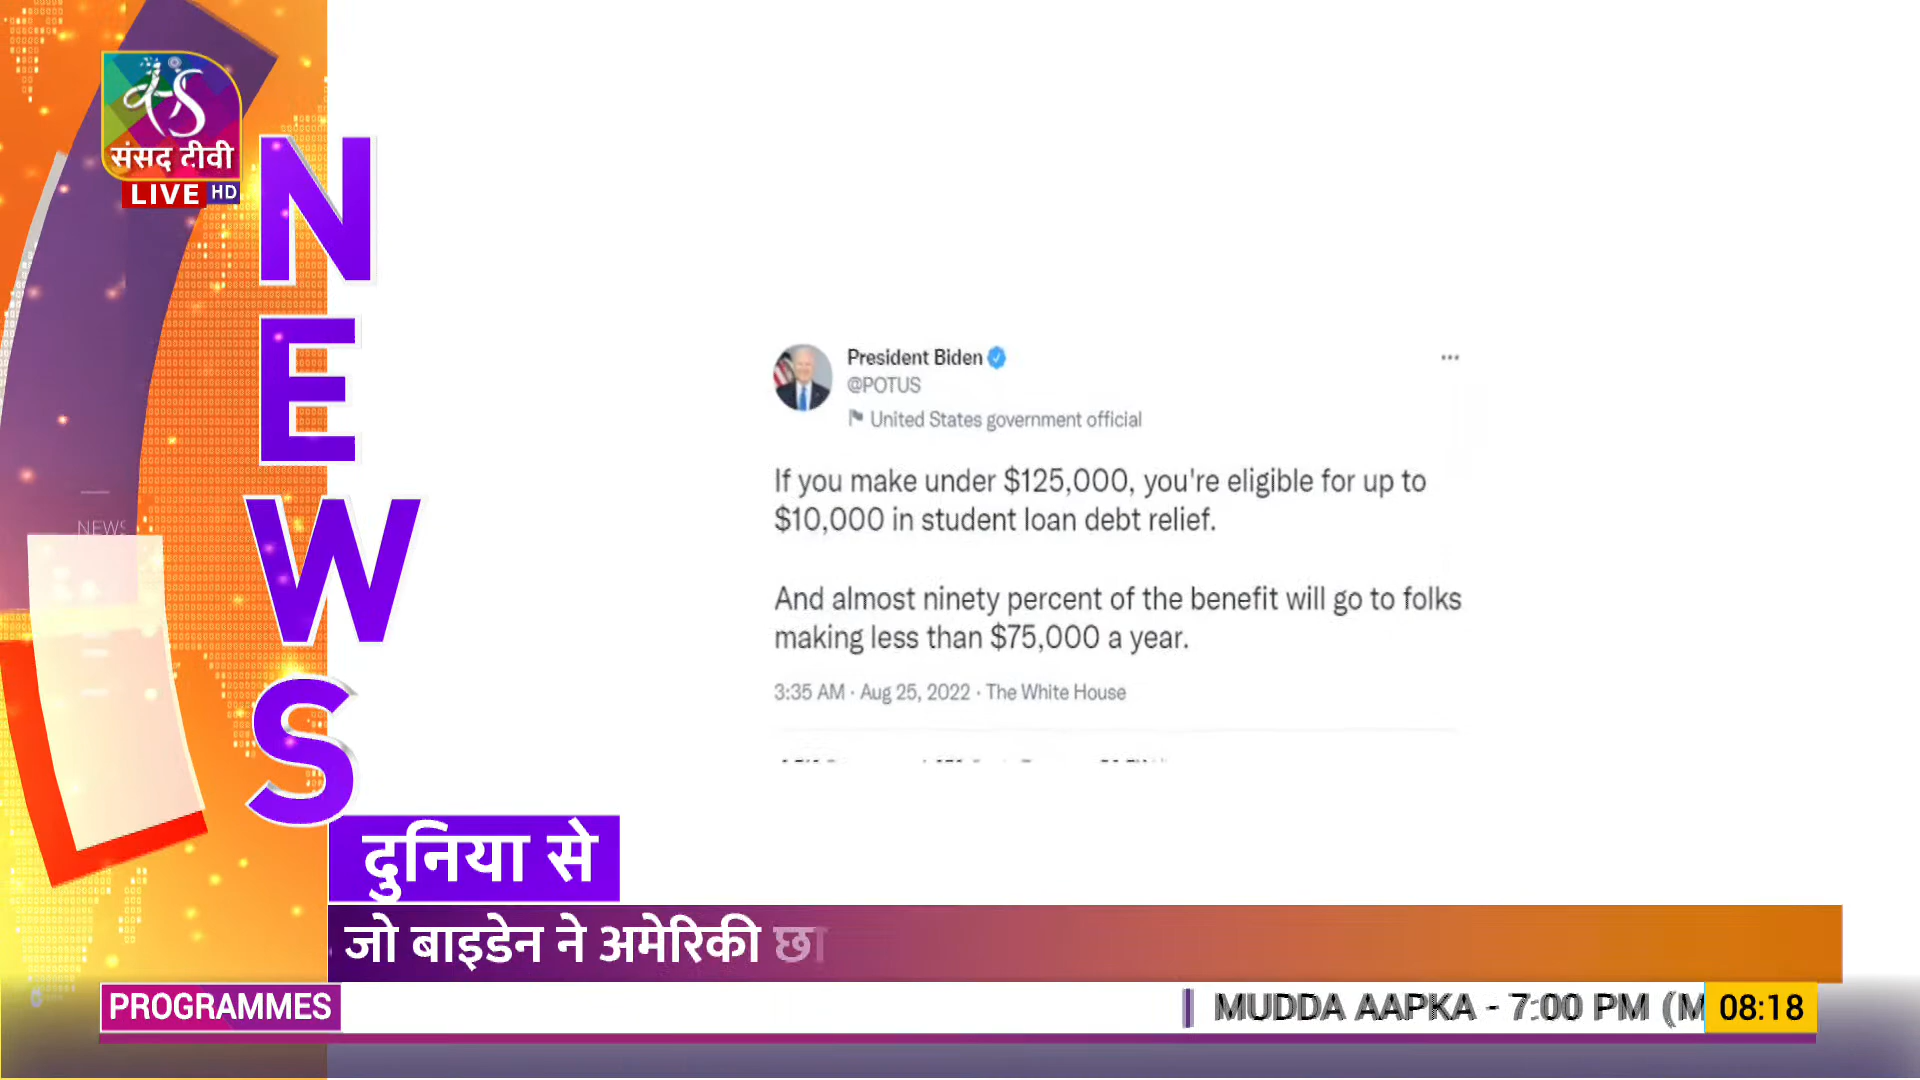 संसद टीवी
LIVE HD
NEWS
NEWS
President Biden
@POTUS
United States government official
If you make under $125,000, you're eligible for up to
$10,000 in student loan debt relief.
And almost ninety percent of the benefit will go to folks
making less than $75,000 a year.
3:35 AM · Aug 25, 2022 · The White House
दुनिया से
जो बाइडेन ने अमेरिकी छा
PROGRAMMES
MUDDA AAPKA - 7:00 PM (M
08:18